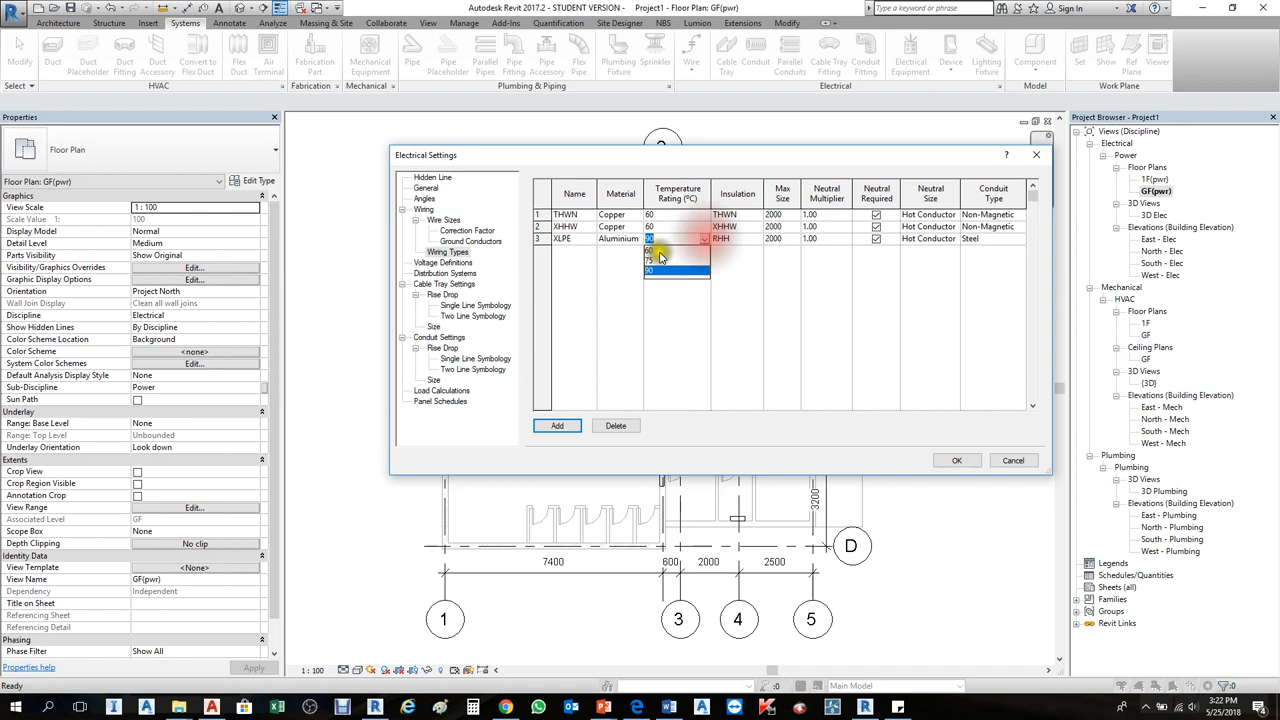 Autodesk Revit 2017.2 - STUDENT VERSION - Project1 - Floor Plan: GF(pwr)
Type a keyword or phrase
Sign In
Architecture Structure Insert Systems Annotate Analyze Massing & Site Collaborate View Manage Add-Ins Quantification Site Designer NBS Lumion Extensions Modify
Modify
Duct
Duct Placeholder
Duct Fitting
Duct Accessory
Convert to Flex Duct
Flex Duct
Air Terminal
Fabrication Part
Mechanical Equipment
Pipe
Pipe Placeholder
Parallel Pipes
Pipe Fitting
Pipe Accessory
Flex Pipe
Plumbing Fixture
Sprinkler
Wire
Cable Tray
Conduit
Parallel Conduits
Cable Tray Fitting
Conduit Fitting
Electrical Equipment
Device
Lighting Fixture
Component
Set
Ref Plane
Viewer
Select HVAC Fabrication Mechanical Plumbing & Piping Electrical Model Work Plane
Properties
Floor Plan
Floor Plan: GF(pwr) Edit Type
Graphics
View Scale 1 : 100
Scale Value 1: 100
Display Model Normal
Detail Level Medium
Parts Visibility Show Original
Visibility/Graphics Overrides Edit...
Graphic Display Options Edit...
Orientation Project North
Wall Join Display Clean all wall joins
Discipline Electrical
Show Hidden Lines By Discipline
Color Scheme Location Background
Color Scheme <none>
System Color Schemes Edit...
Default Analysis Display Style None
Sub-Discipline Power
Sun Path
Underlay
Range: Base Level None
Range: Top Level Unbounded
Underlay Orientation Look down
Extents
Crop View
Crop Region Visible
Annotation Crop
View Range Edit...
Associated Level GF
Scope Box None
Depth Clipping No clip
Identity Data
View Template <None>
View Name GF(pwr)
Dependency Independent
Title on Sheet
Referencing Sheet
Referencing Detail
Phasing
Phase Filter Show All
Properties help Apply
Electrical Settings
Hidden Line
General
Angles
Wiring
Wire Sizes
Correction Factor
Ground Conductors
Wiring Types
Voltage Definitions
Distribution Systems
Cable Tray Settings
Rise Drop
Single Line Symbology
Two Line Symbology
Size
Conduit Settings
Rise Drop
Single Line Symbology
Two Line Symbology
Size
Load Calculations
Panel Schedules
Name Material Temperature Rating (°C) Insulation Max Size Neutral Multiplier Neutral Required Neutral Size Conduit Type
1 THWN Copper 60 THWN 2000 1.00 Hot Conductor Non-Magnetic
2 XHHW Copper 60 XHHW 2000 1.00 Hot Conductor Non-Magnetic
3 XLPE Aluminium 90 RHH 2000 1.00 Hot Conductor Steel
60
75
90
Add Delete
OK Cancel
3200
D
7400 600 2000 2500
1 3 4 5
1 : 100
Project Browser - Project1
Views (Discipline)
Electrical
Power
Floor Plans
1F(pwr)
GF(pwr)
3D Views
3D Elec
Elevations (Building Elevation)
East - Elec
North - Elec
South - Elec
West - Elec
Mechanical
HVAC
Floor Plans
1F
GF
Ceiling Plans
GF
3D Views
{3D}
Elevations (Building Elevation)
East - Mech
North - Mech
South - Mech
West - Mech
Plumbing
Plumbing
3D Views
3D Plumbing
Elevations (Building Elevation)
East - Plumbing
North - Plumbing
South - Plumbing
West - Plumbing
Legends
Schedules/Quantities
Sheets (all)
Families
Groups
Revit Links
Ready
:0
Main Model
:0
3:22 PM
5/25/2018